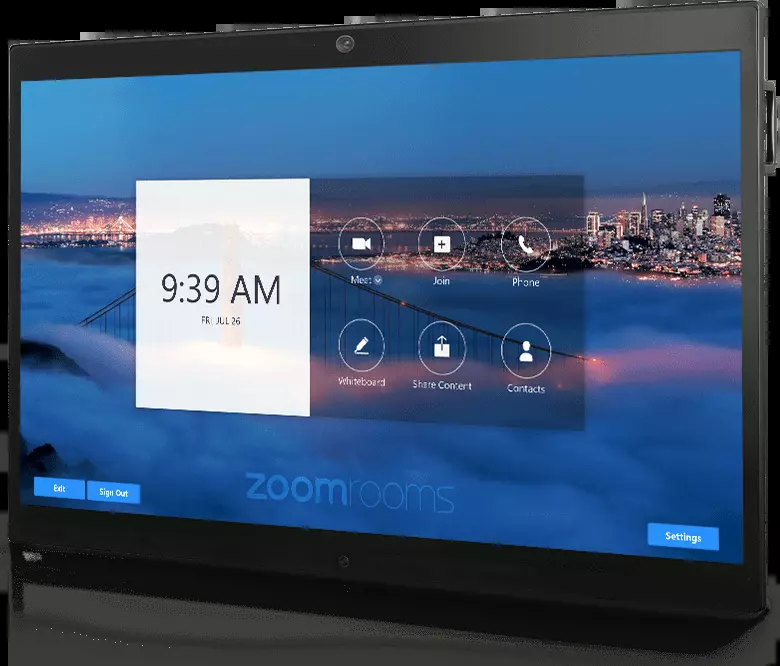 9:39 AM
FRI, JUL 26
Meet
Join
Phone
Whiteboard
Share Content
Contacts
zoomrooms
Exit
Sign Out
Settings